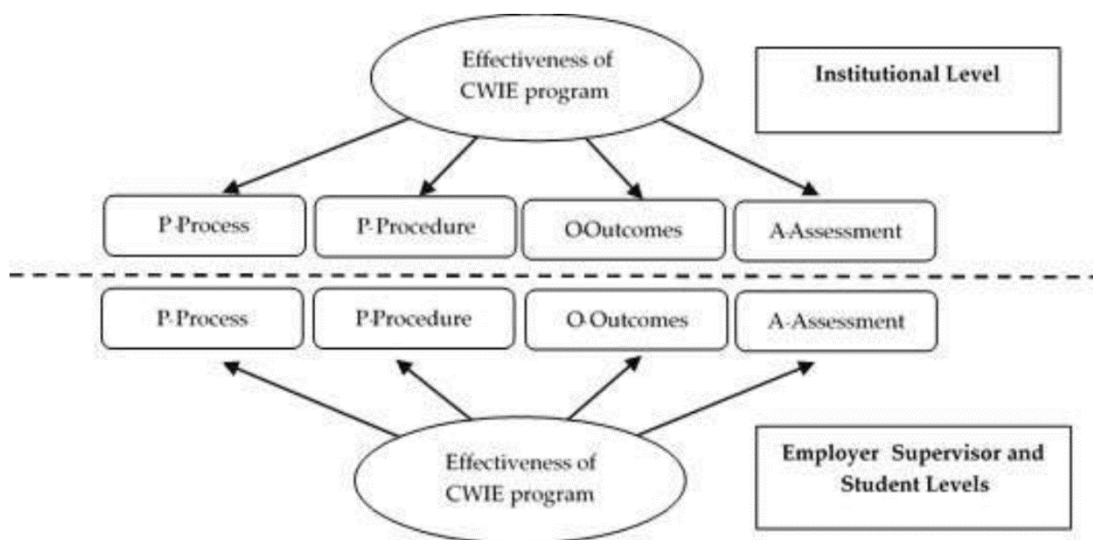 Effectiveness of
CWIE program
Institutional Level
P-Process
P-Procedure
O-Outcomes
A-Assessment
P-Process
P-Procedure
O-Outcomes
A-Assessment
Effectiveness of
CWIE program
Employer Supervisor and
Student Levels